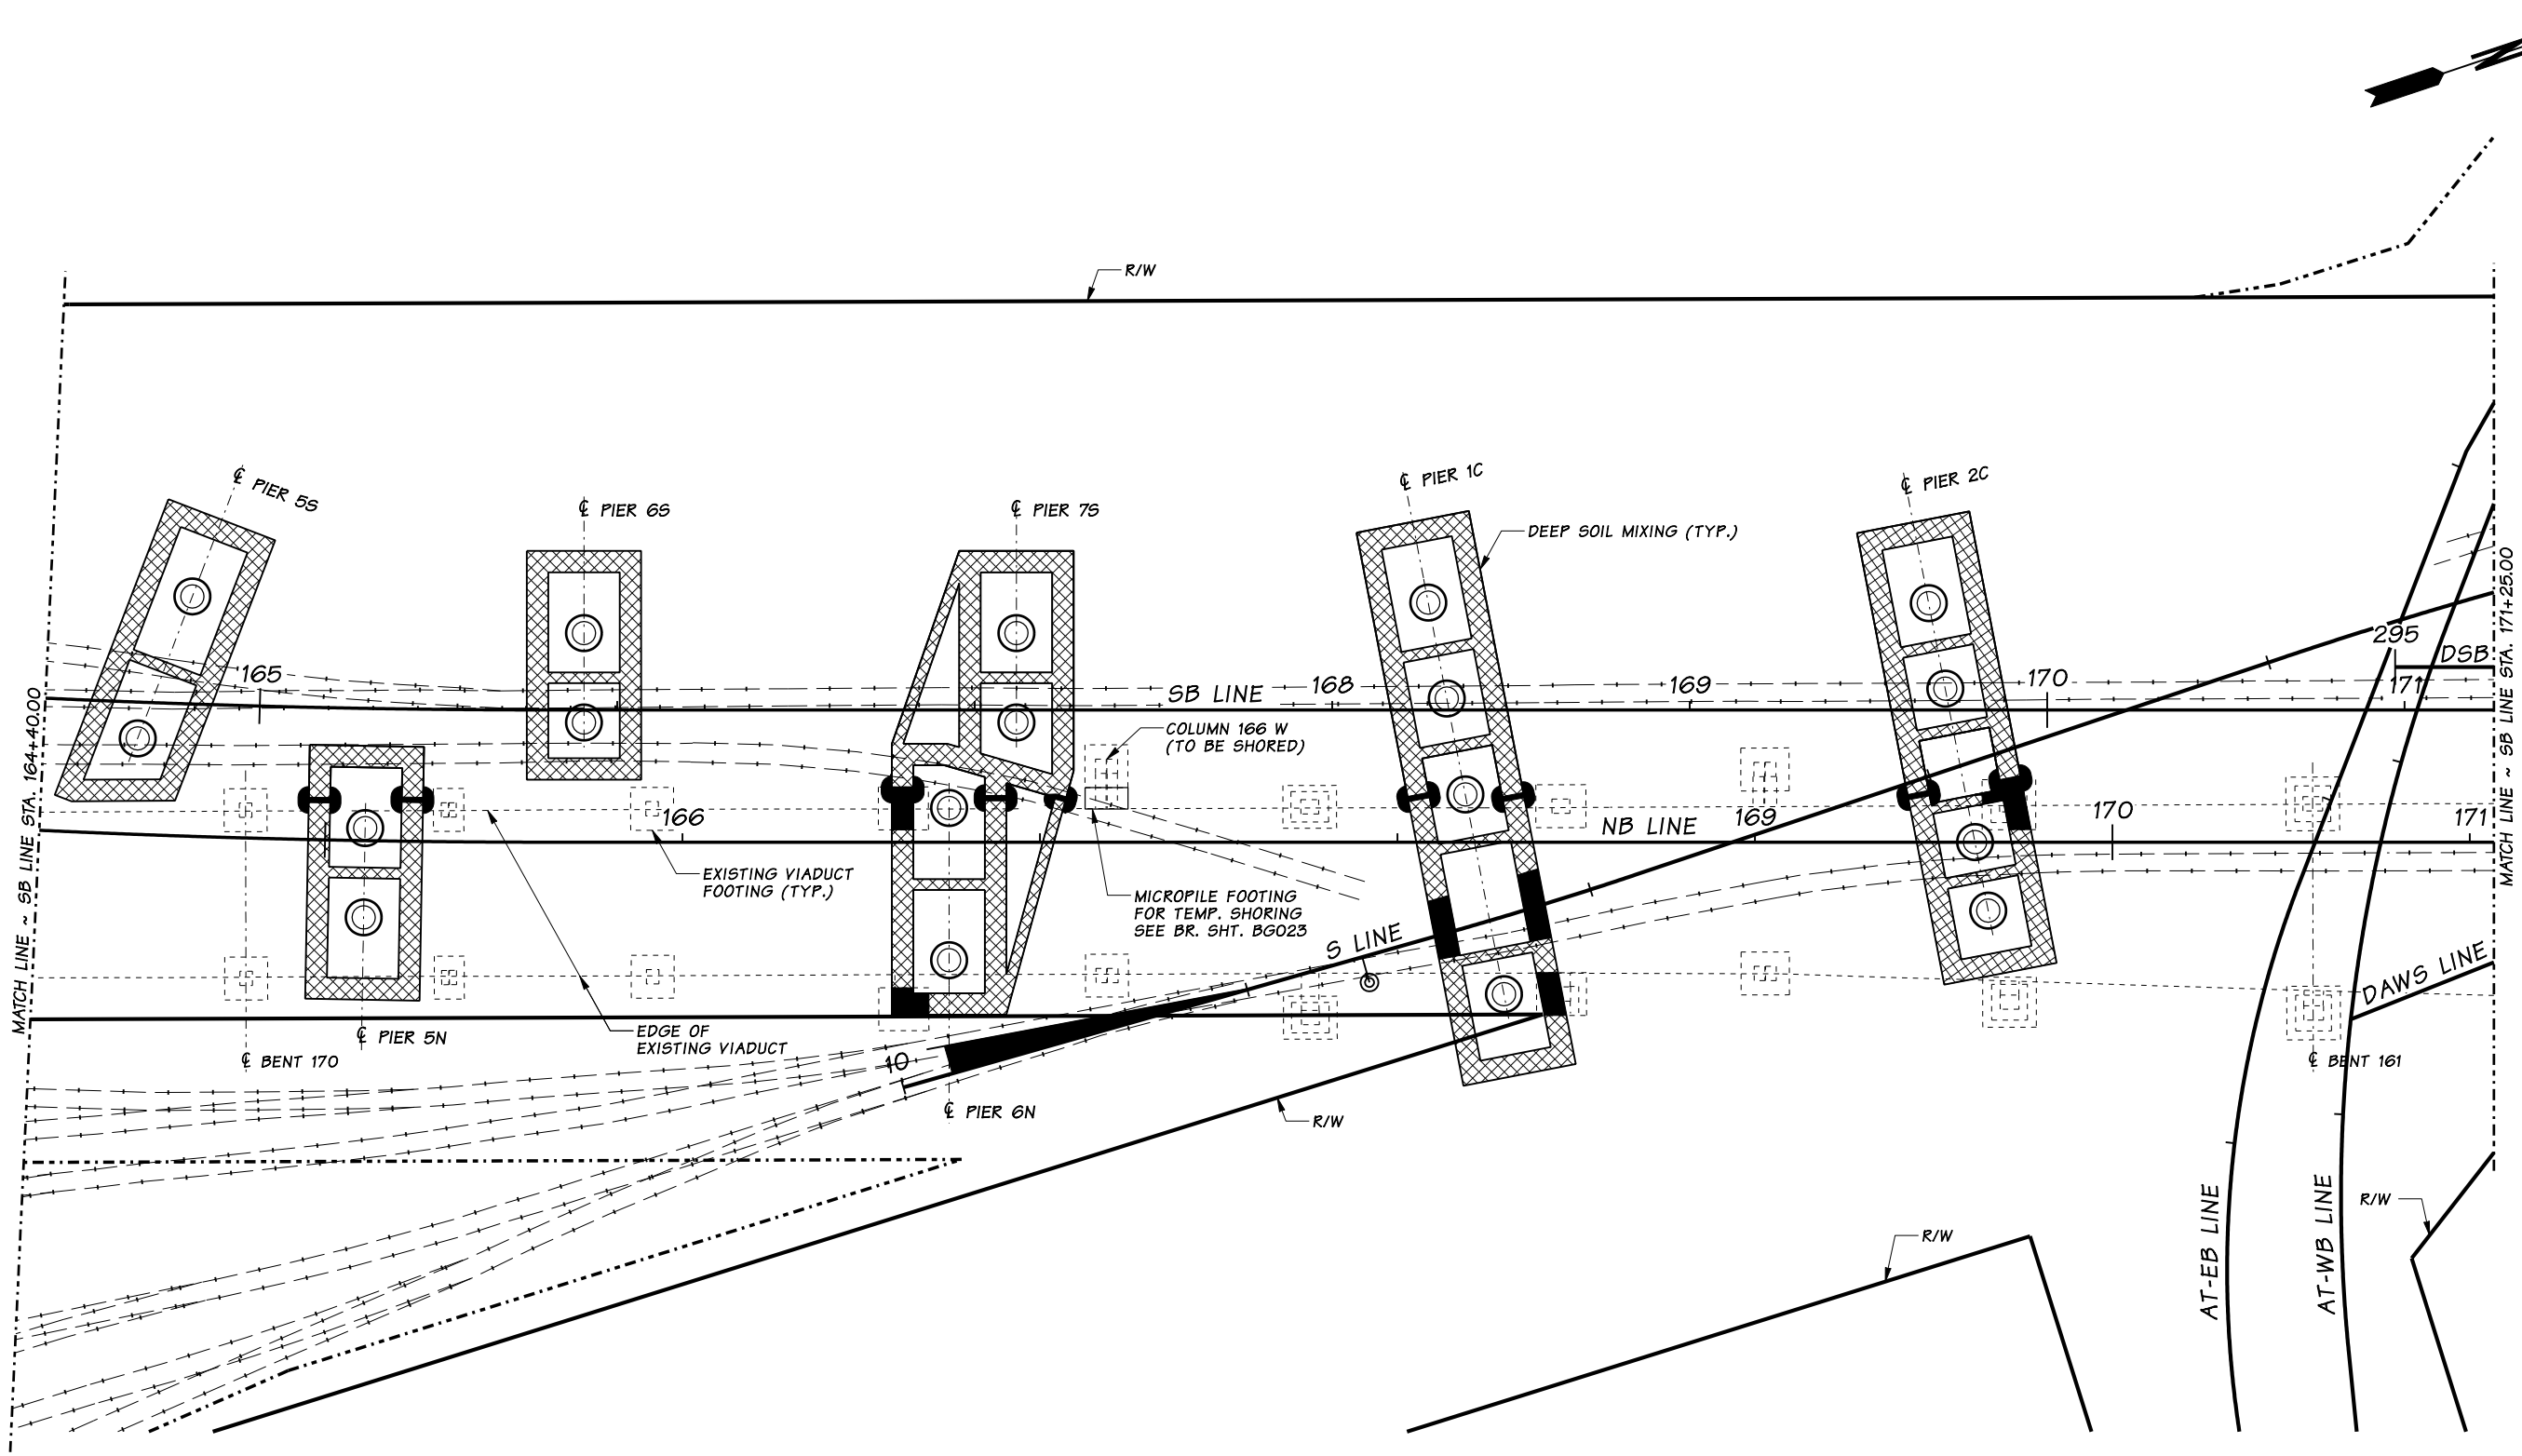 N
R/W
℄ PIER 5S
℄ PIER 6S
℄ PIER 7S
℄ PIER 1C
℄ PIER 2C
DEEP SOIL MIXING (TYP.)
MATCH LINE ~ SB LINE STA. 164+40.00
MATCH LINE ~ SB LINE STA. 171+25.00
165
SB LINE
168
169
170
295
DSB
171
COLUMN 166 W
(TO BE SHORED)
166
NB LINE
169
170
171
EXISTING VIADUCT
FOOTING (TYP.)
MICROPILE FOOTING
FOR TEMP. SHORING
SEE BR. SHT. BG023
S LINE
DAWS LINE
℄ PIER 5N
EDGE OF
EXISTING VIADUCT
℄ BENT 170
10
℄ BENT 161
℄ PIER 6N
R/W
R/W
R/W
AT-EB LINE
AT-WB LINE